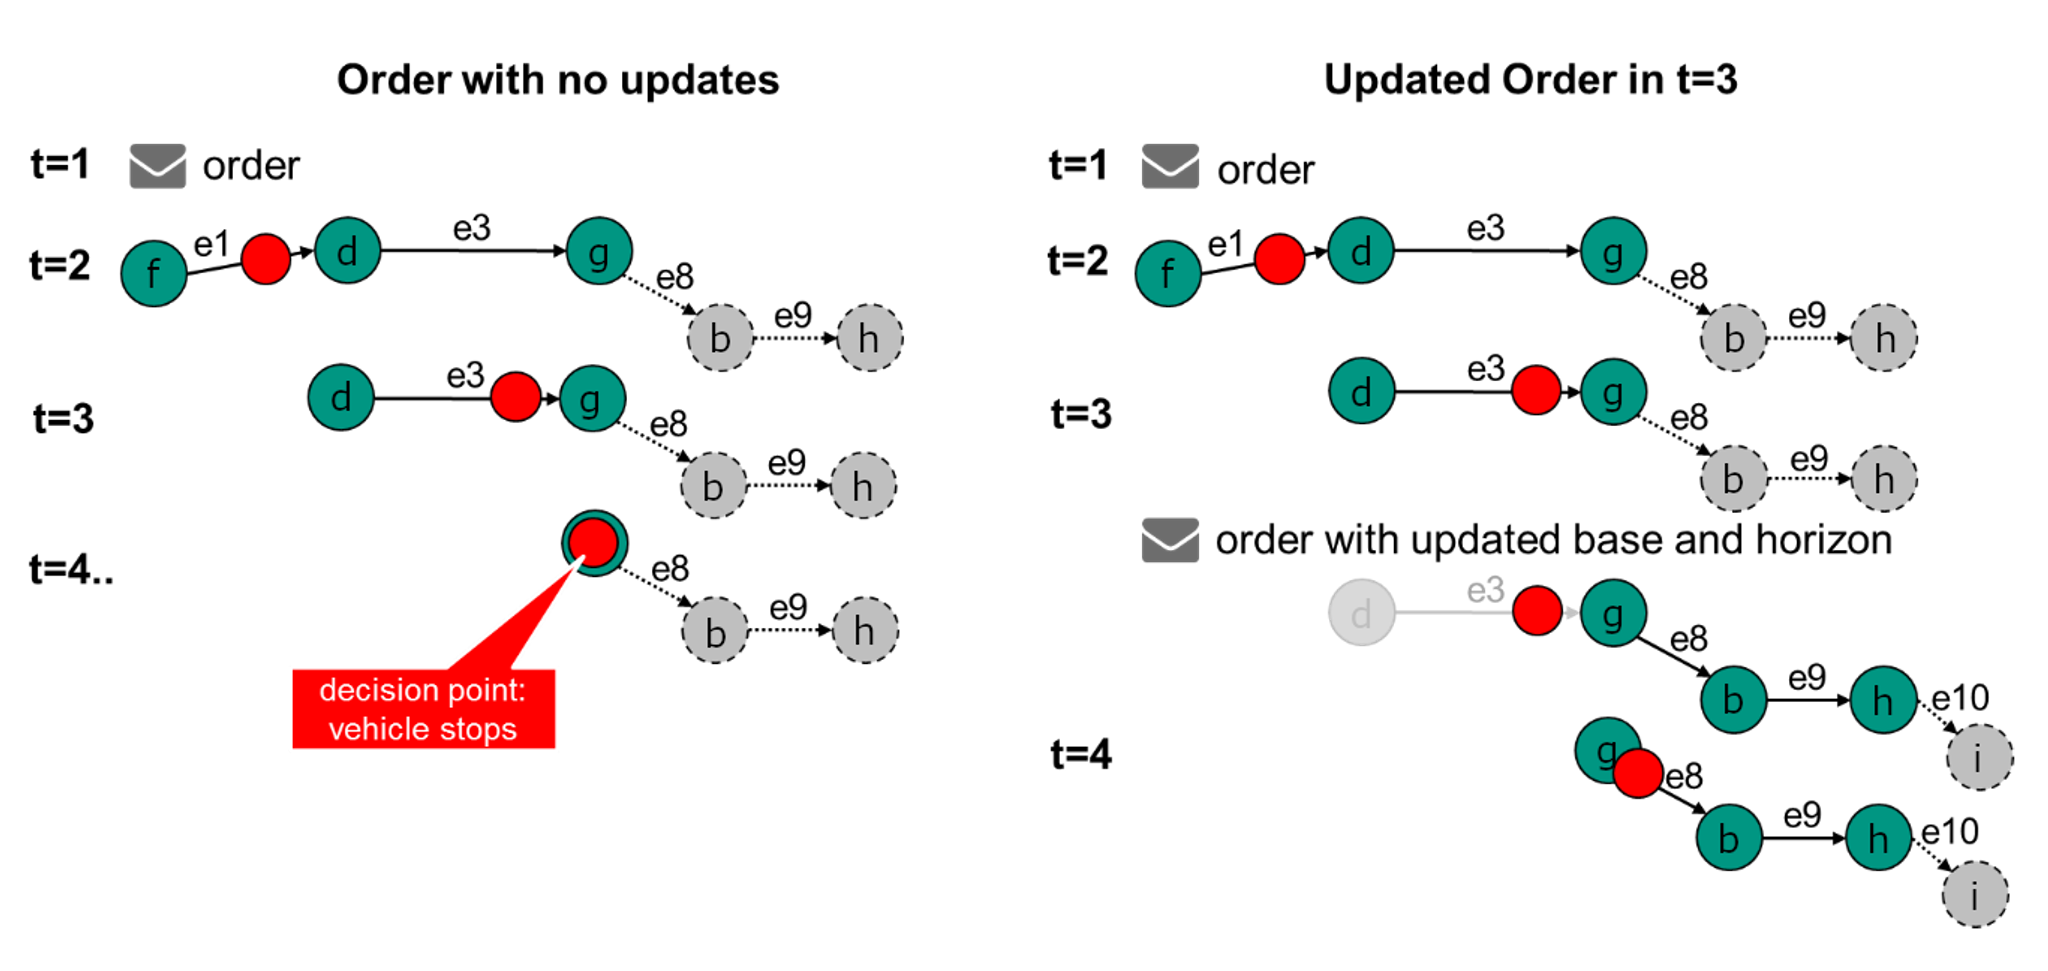 Order with no updates
t=1 order
t=2 f e1 d e3 g e8 b e9 h
t=3 d e3 g e8 b e9 h
t=4.. e8 b e9 h
decision point:
vehicle stops
Updated Order in t=3
t=1 order
t=2 f e1 d e3 g e8 b e9 h
t=3 d e3 g e8 b e9 h
order with updated base and horizon
d e3 g e8 b e9 h e10 i
t=4 g e8 b e9 h e10 i